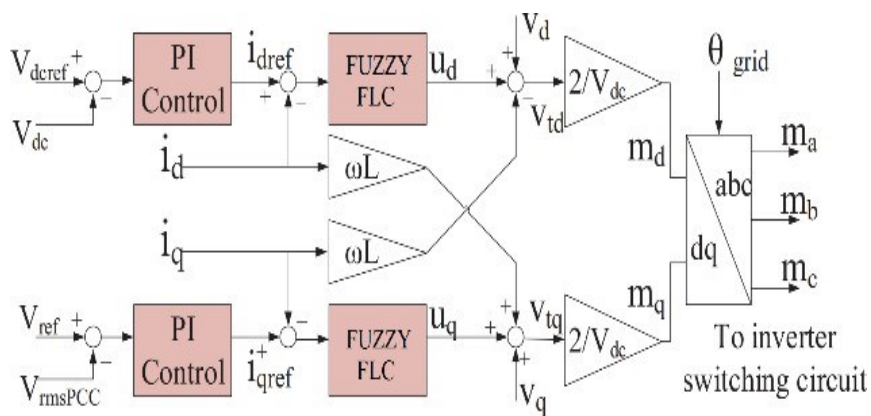 V_dcref + −
V_dc
PI
Control
i_dref
+ −
FUZZY
FLC
u_d
v_d
+ + −
v_td
2/V_dc
m_d
θ_grid
i_d
ωL
i_q
ωL
abc
dq
m_a
m_b
m_c
V_ref
+ −
V_rmsPCC
PI
Control
i_qref
− +
FUZZY
FLC
u_q
+ + +
v_q
v_tq
2/V_dc
m_q
To inverter
switching circuit